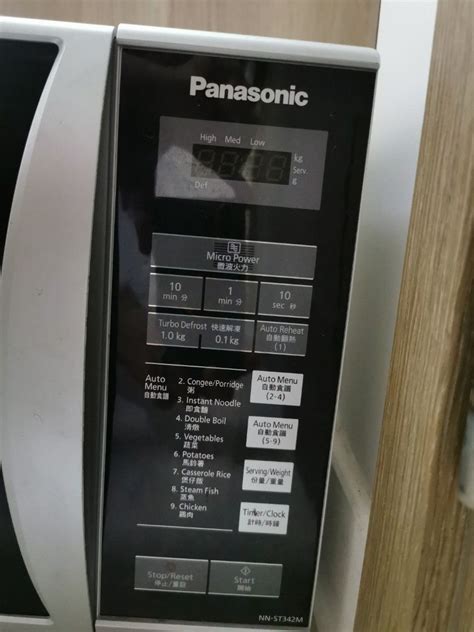 Panasonic
High Med Low
kg
Serv.
g
Def
Micro Power
微波火力
10
min 分
1
min 分
10
sec 秒
Turbo Defrost 快速解凍
1.0 kg 0.1 kg
Auto Reheat
自動翻熱
(1)
Auto
Menu
自動食譜
2. Congee/Porridge
粥
3. Instant Noodle
即食麵
4. Double Boil
清燉
5. Vegetables
蔬菜
6. Potatoes
馬鈴薯
7. Casserole Rice
煲仔飯
8. Steam Fish
蒸魚
9. Chicken
雞肉
Auto Menu
自動食譜
(2-4)
Auto Menu
自動食譜
(5-9)
Serving/Weight
份量/重量
Timer/Clock
計時/時鐘
Stop/Reset
停止/重設
Start
開始
NN-ST342M